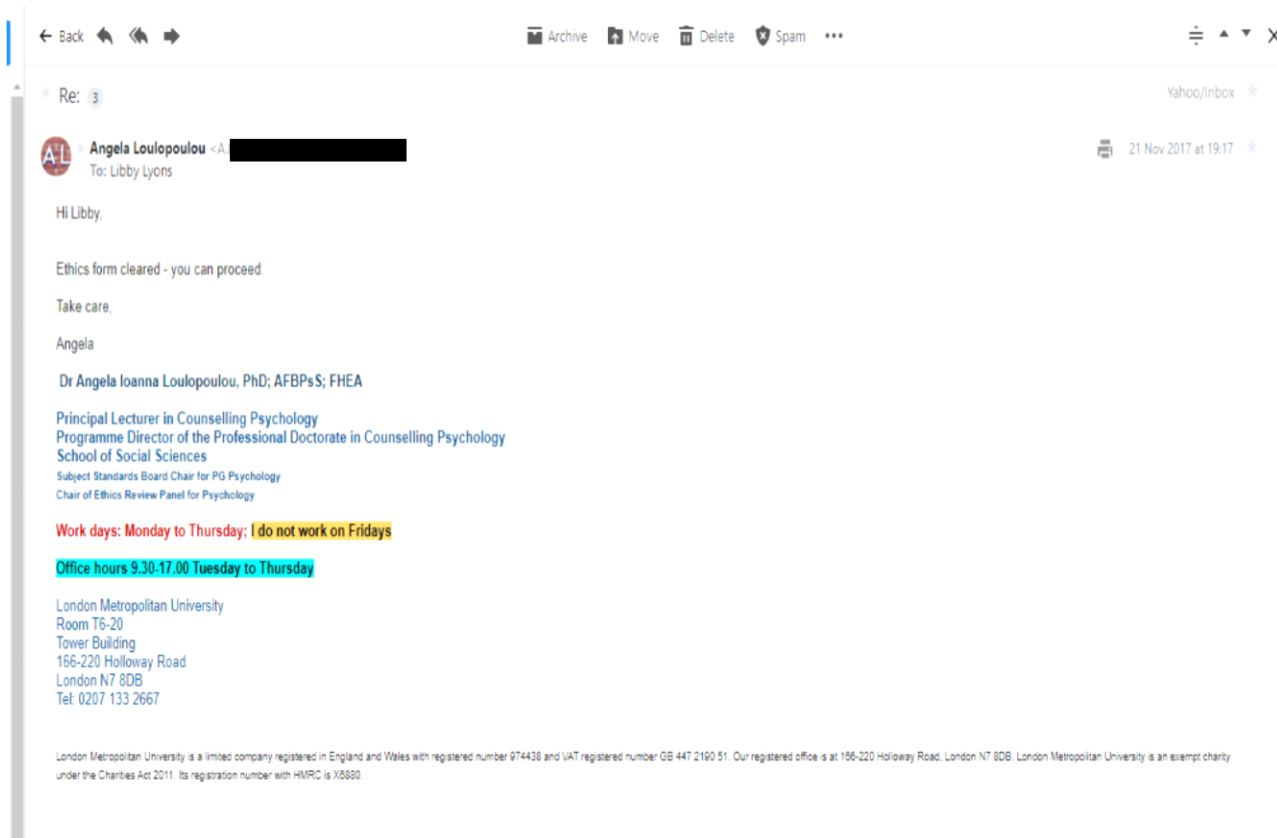 Back
Archive Move Delete Spam
Re: 3
Yahoo/Inbox
AL
Angela Loulopoulou <A.
21 Nov 2017 at 19:17
To: Libby Lyons
Hi Libby,
Ethics form cleared - you can proceed.
Take care,
Angela
Dr Angela Ioanna Loulopoulou, PhD; AFBPsS; FHEA
Principal Lecturer in Counselling Psychology
Programme Director of the Professional Doctorate in Counselling Psychology
School of Social Sciences
Subject Standards Board Chair for PG Psychology
Chair of Ethics Review Panel for Psychology
Work days: Monday to Thursday; I do not work on Fridays
Office hours 9.30-17.00 Tuesday to Thursday
London Metropolitan University
Room T6-20
Tower Building
166-220 Holloway Road
London N7 8DB
Tel: 0207 133 2667
London Metropolitan University is a limited company registered in England and Wales with registered number 974438 and VAT registered number GB 447 2190 51. Our registered office is at 166-220 Holloway Road, London N7 8DB. London Metropolitan University is an exempt charity
under the Charities Act 2011. Its registration number with HMRC is X6880.